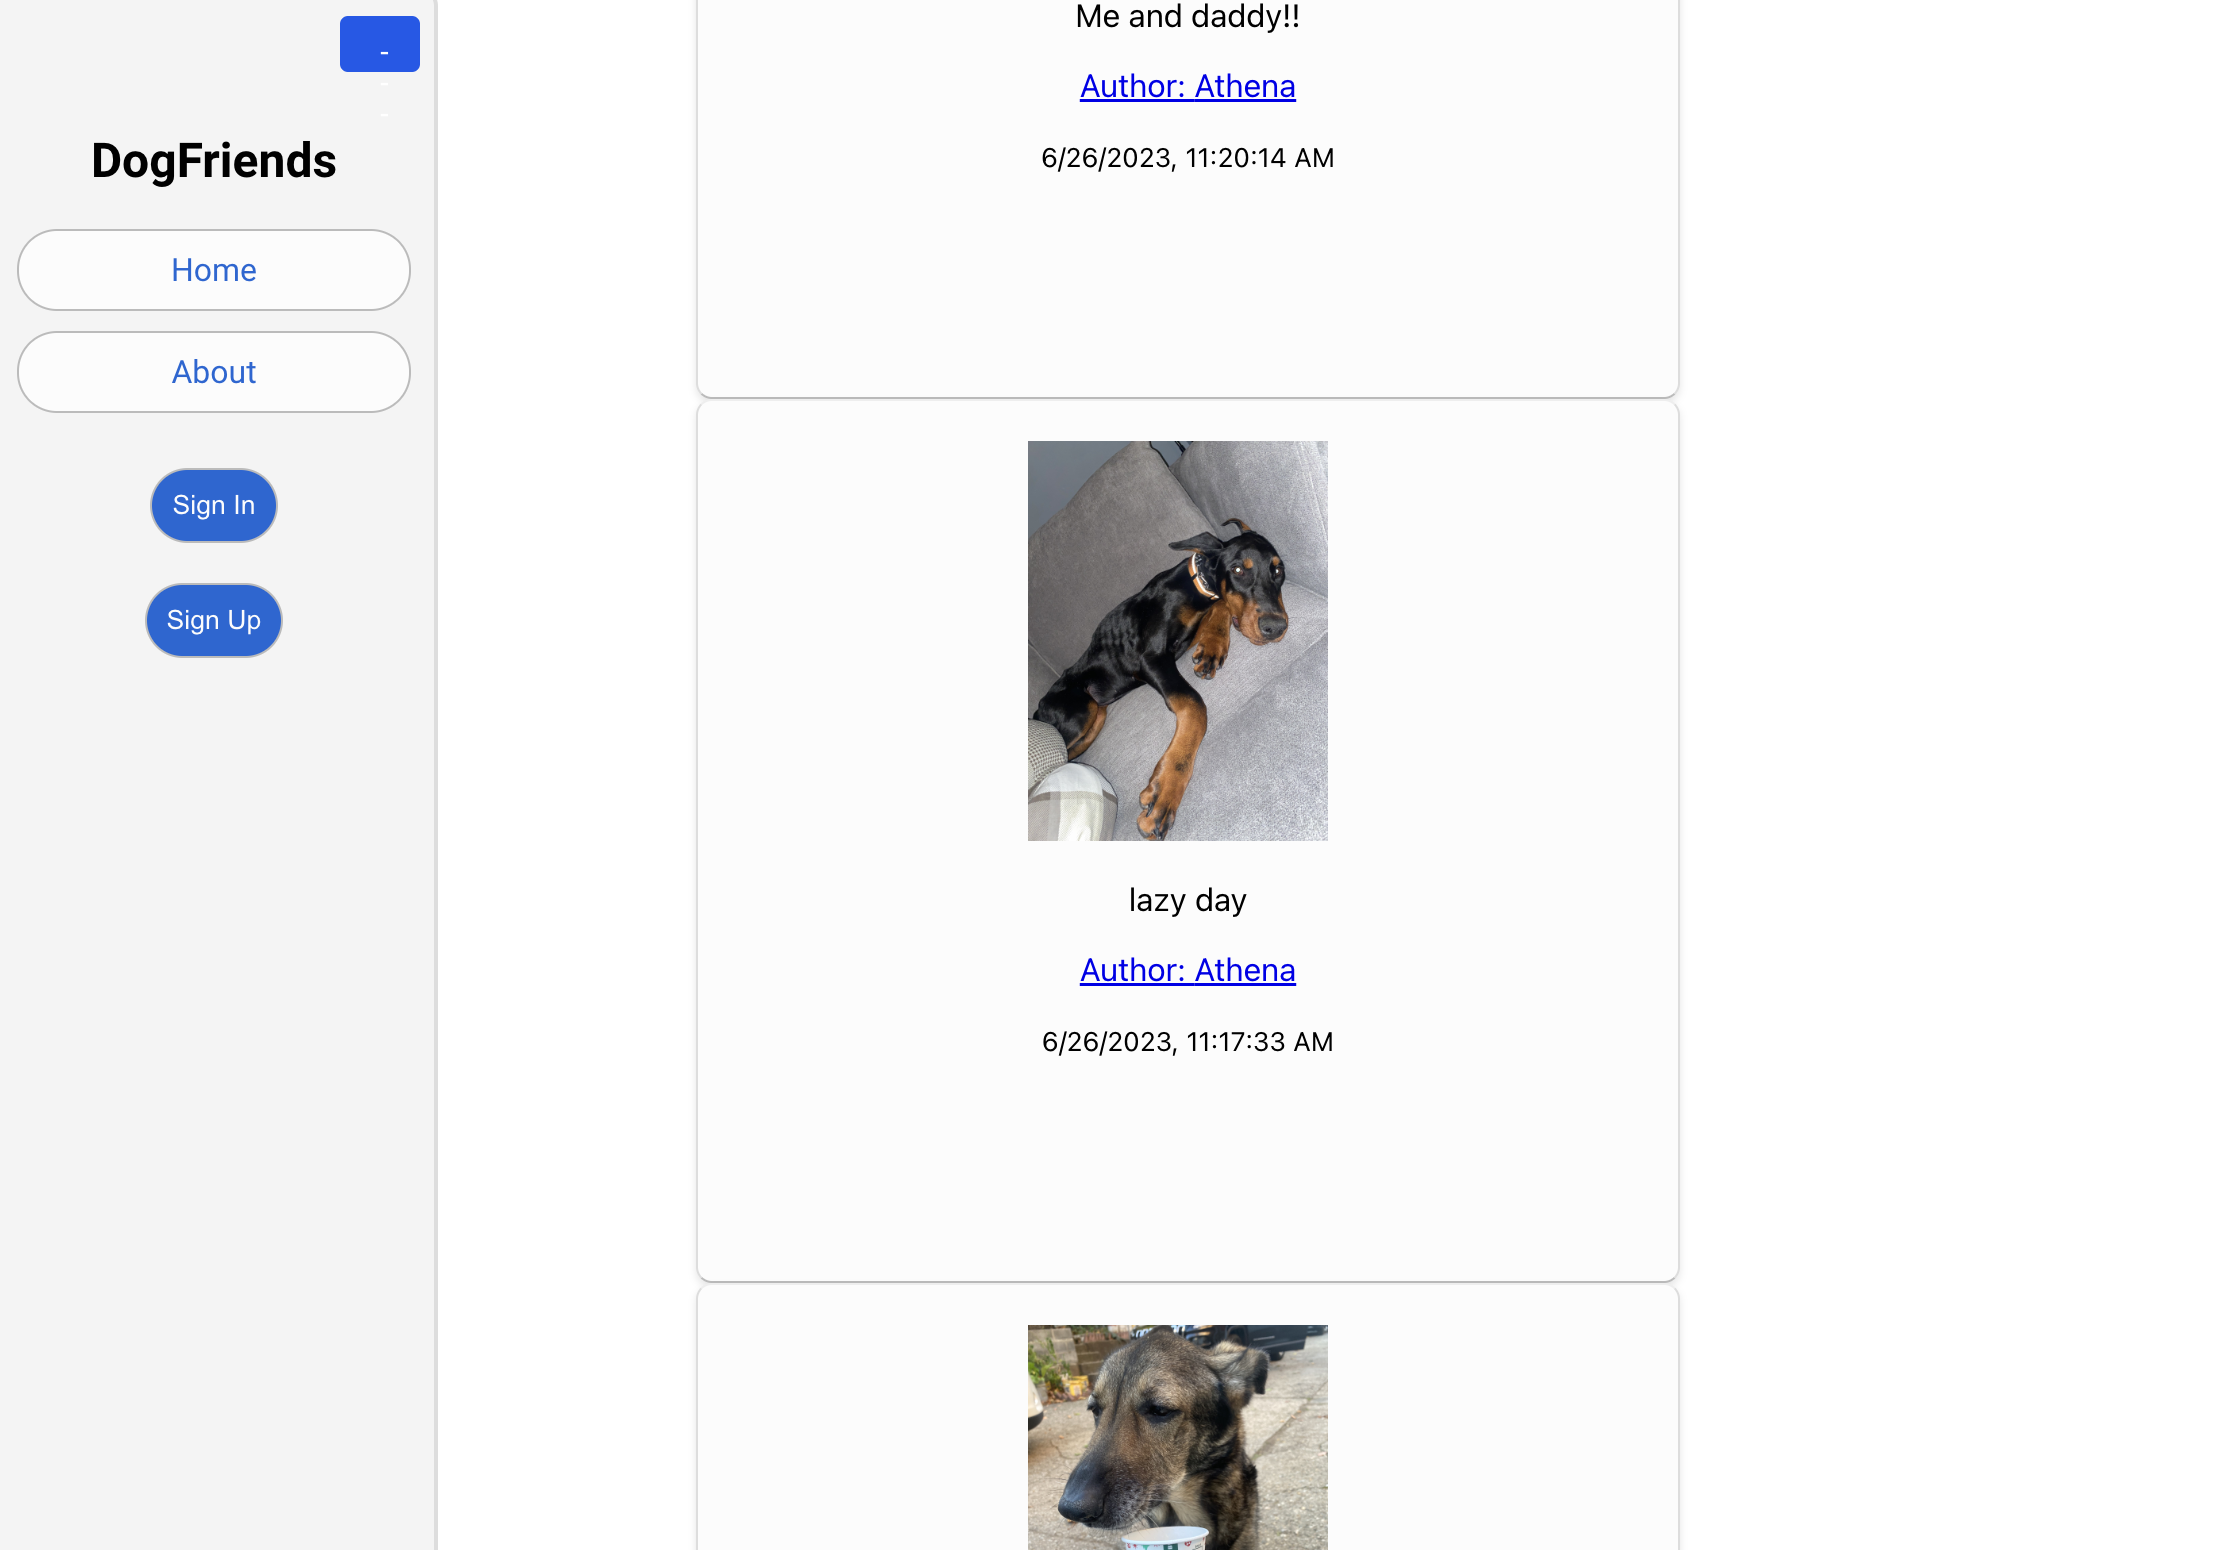 -
-
-
DogFriends
Home
About
Sign In
Sign Up
Me and daddy!!
Author: Athena
6/26/2023, 11:20:14 AM
lazy day
Author: Athena
6/26/2023, 11:17:33 AM